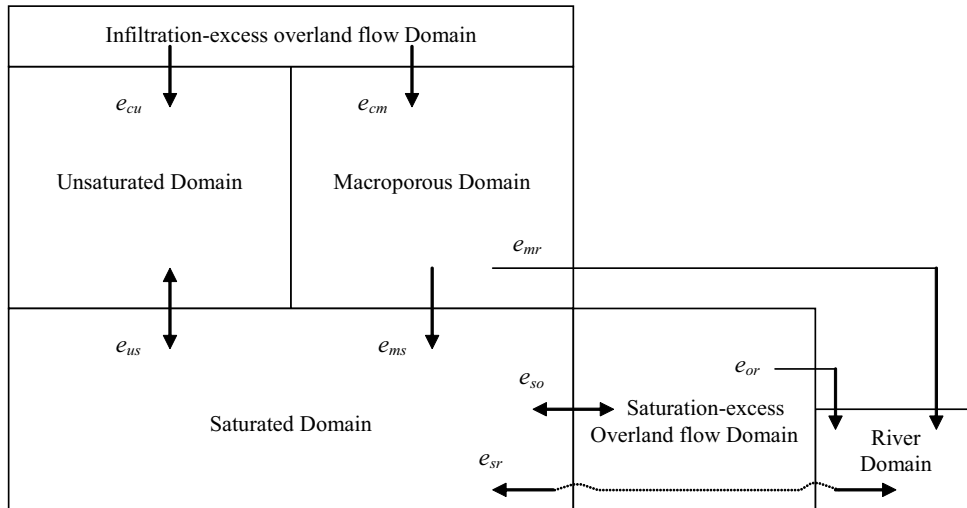 Infiltration-excess overland flow Domain
e_cu
e_cm
Unsaturated Domain
Macroporous Domain
e_mr
e_us
e_ms
e_or
e_so
Saturated Domain
Saturation-excess
Overland flow Domain
River
Domain
e_sr